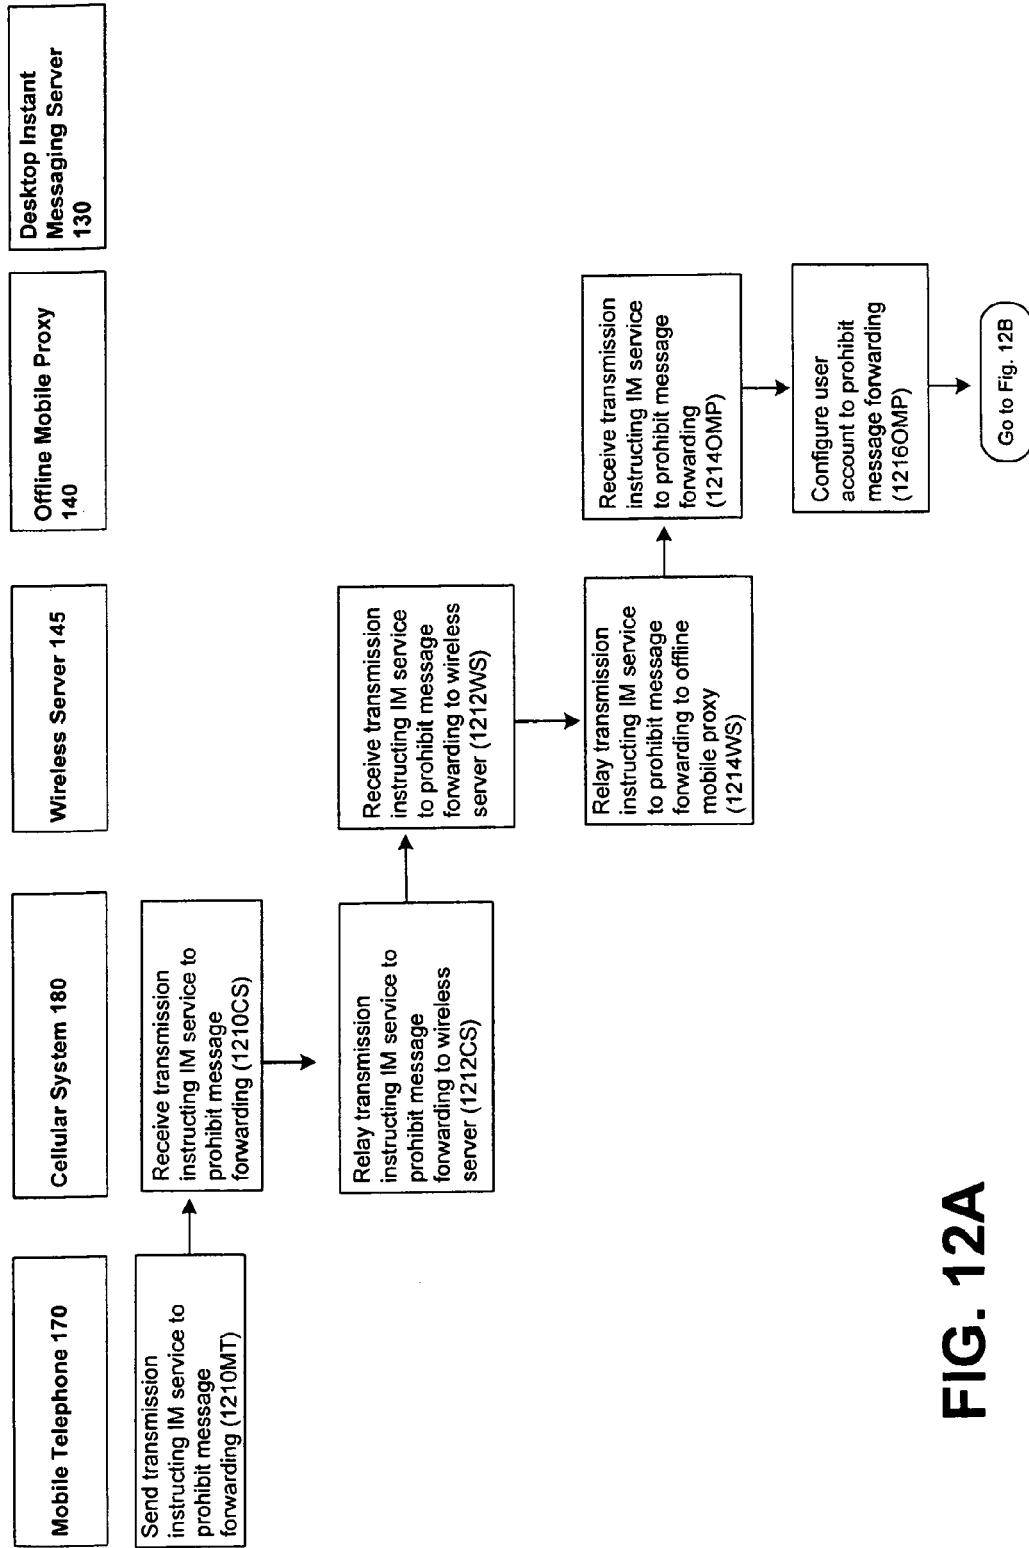 Mobile Telephone 170
Cellular System 180
Wireless Server 145
Offline Mobile Proxy
140
Desktop Instant
Messaging Server
130
Send transmission
instructing IM service to
prohibit message
forwarding (1210MT)
Receive transmission
instructing IM service to
prohibit message
forwarding (1210CS)
Relay transmission
instructing IM service to
prohibit message
forwarding to wireless
server (1212CS)
Receive transmission
instructing IM service
to prohibit message
forwarding to wireless
server (1212WS)
Relay transmission
instructing IM service
to prohibit message
forwarding to offline
mobile proxy
(1214WS)
Receive transmission
instructing IM service
to prohibit message
forwarding
(1214OMP)
Configure user
account to prohibit
message forwarding
(1216OMP)
Go to Fig. 12B
FIG. 12A